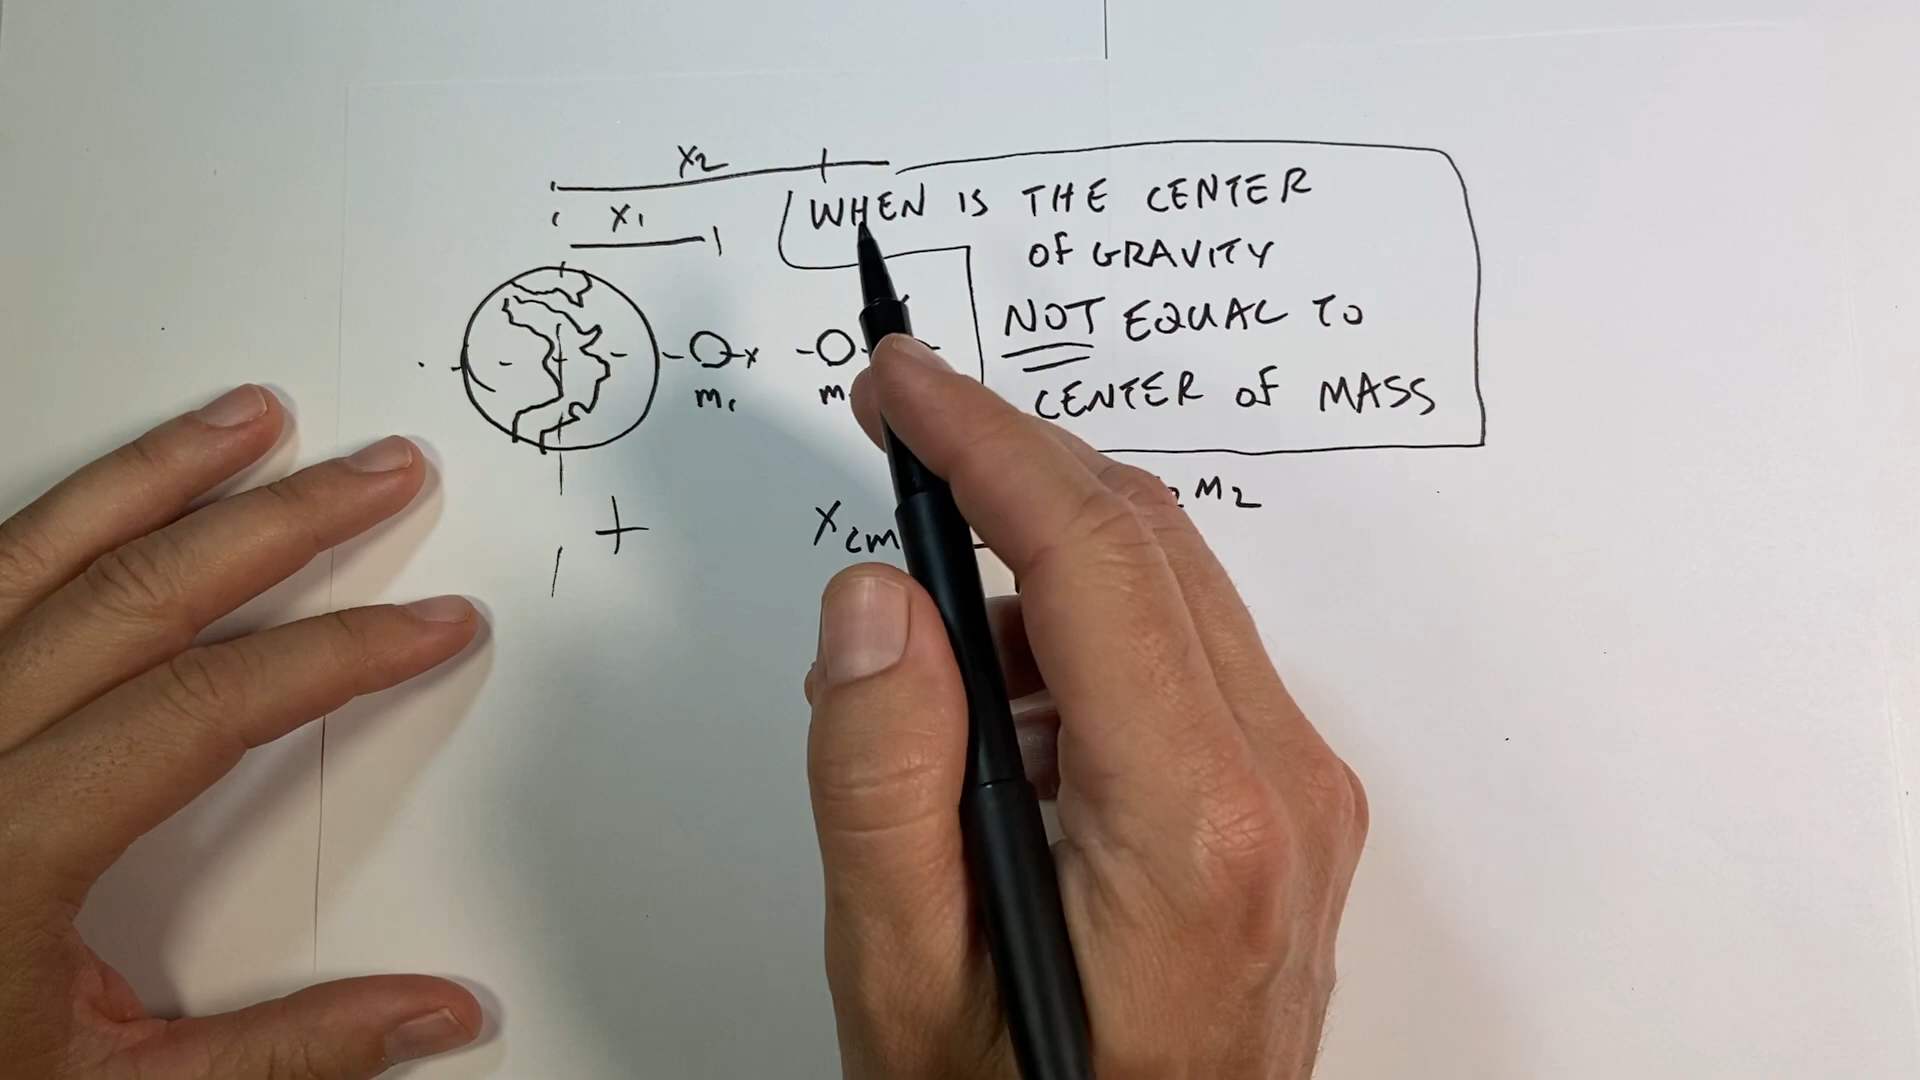 X2
X1
WHEN IS THE CENTER
OF GRAVITY
NOT EQUAL TO
CENTER OF MASS
m1
m
M2
Xcm